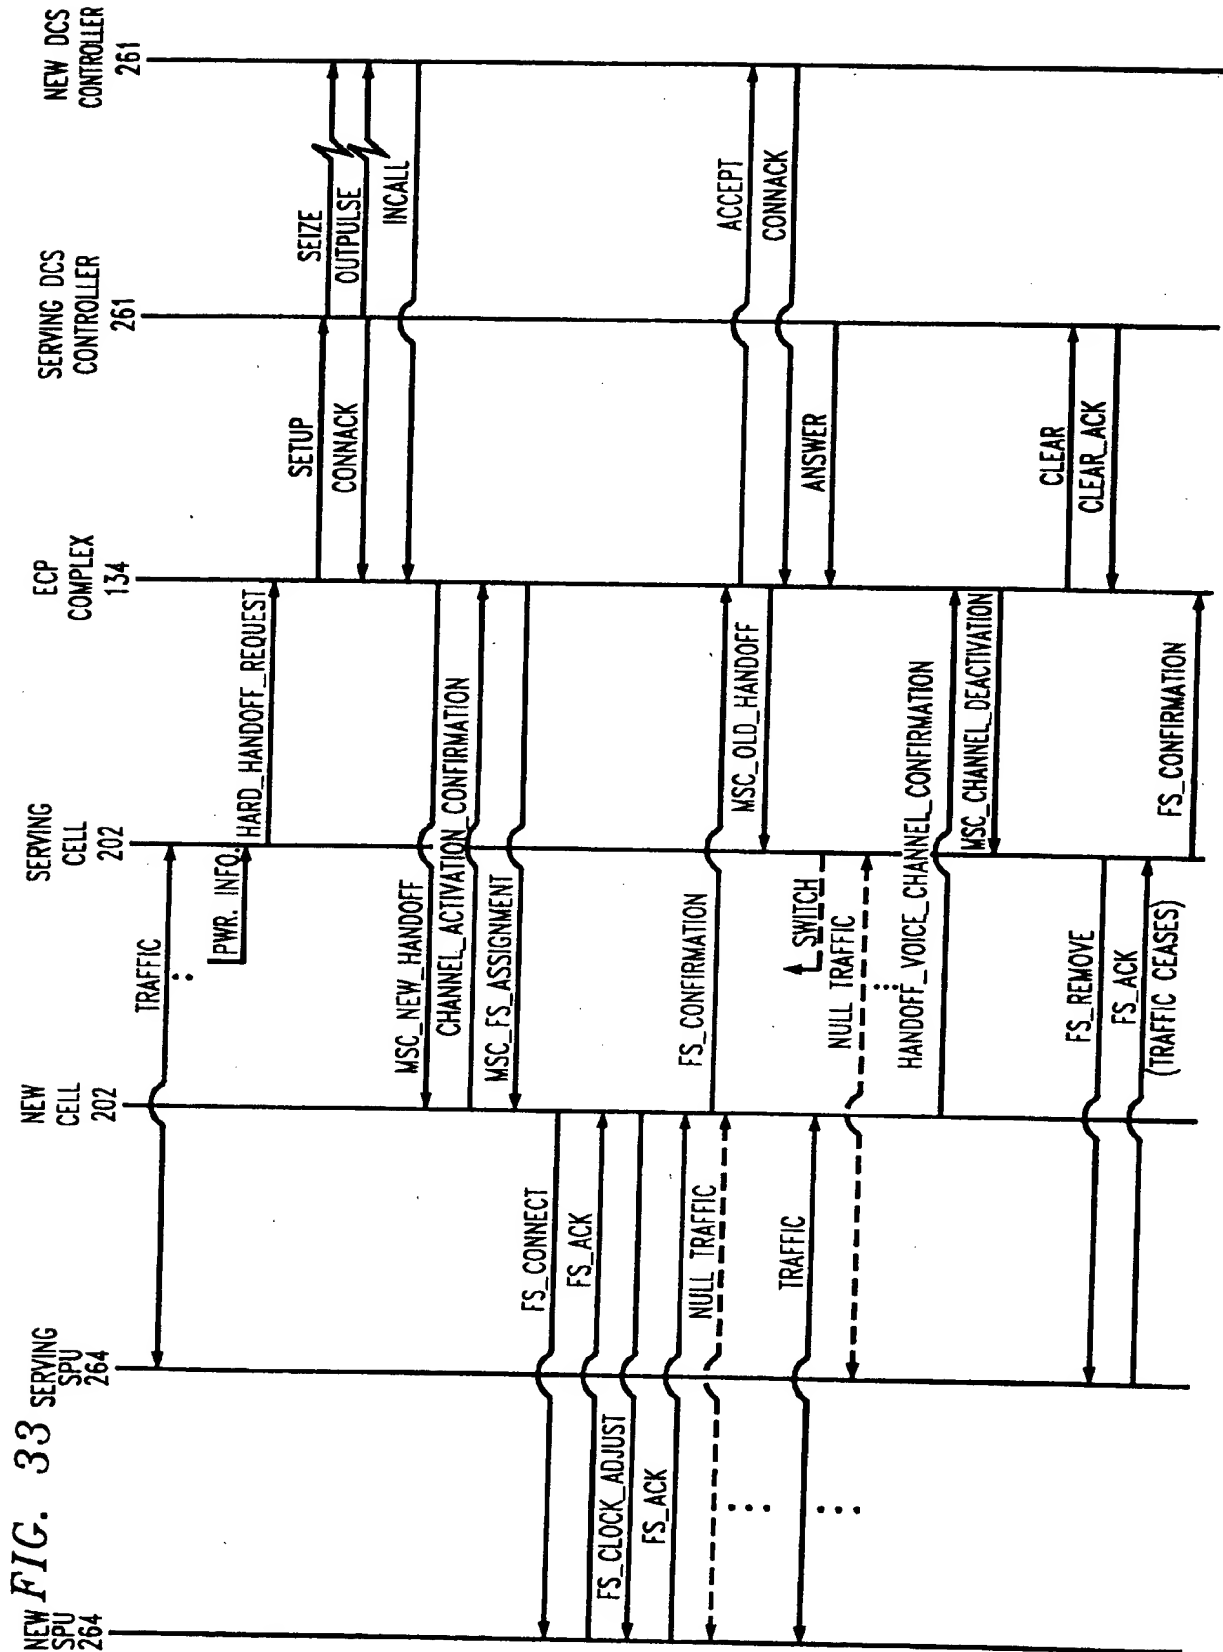 FIG. 33
NEW
SPU
264
SERVING
SPU
264
NEW
CELL
202
SERVING
CELL
202
ECP
COMPLEX
134
SERVING DCS
CONTROLLER
261
NEW DCS
CONTROLLER
261
TRAFFIC
PWR. INFO.
HARD_HANDOFF_REQUEST
SETUP
SEIZE
CONNACK
OUTPULSE
INCALL
MSC_NEW_HANDOFF
CHANNEL_ACTIVATION_CONFIRMATION
MSC_FS_ASSIGNMENT
FS_CONNECT
FS_ACK
FS_CLOCK_ADJUST
FS_ACK
NULL TRAFFIC
FS_CONFIRMATION
ACCEPT
MSC_OLD_HANDOFF
CONNACK
TRAFFIC
SWITCH
ANSWER
NULL TRAFFIC
HANDOFF_VOICE_CHANNEL_CONFIRMATION
MSC_CHANNEL_DEACTIVATION
CLEAR
CLEAR_ACK
FS_REMOVE
FS_ACK
(TRAFFIC CEASES)
FS_CONFIRMATION